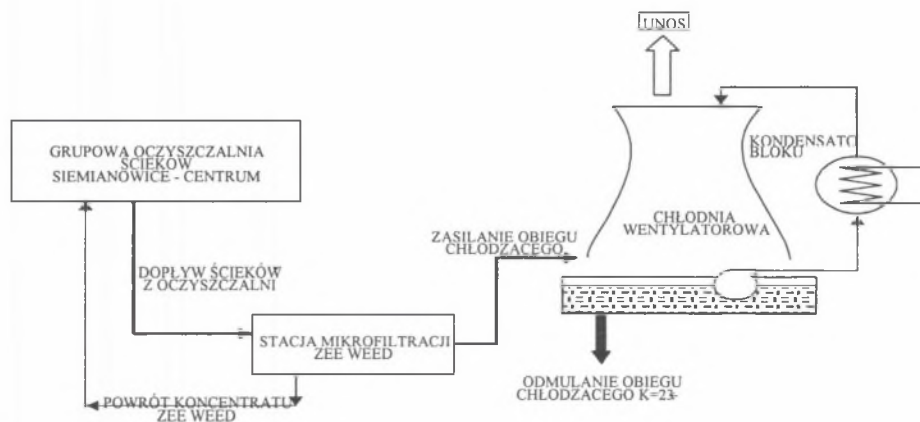 UNOS
GRUPOWA OCZYSZCZALNIA
ŚCIEKÓW
SIEMIANOWICE - CENTRUM
KONDENSATO
BLOKU
CHŁODNIA
WENTYLATOROWA
ZASILANIE OBIEGU
CHŁODZĄCEGO
DOPŁYW ŚCIEKÓW
Z OCZYSZCZALNI
STACJA MIKROFILTRACJI
ZEE WEED
POWRÓT KONCENTRATU
ZEE WEED
ODMULANIE OBIEGU
CHŁODZĄCEGO K=23-